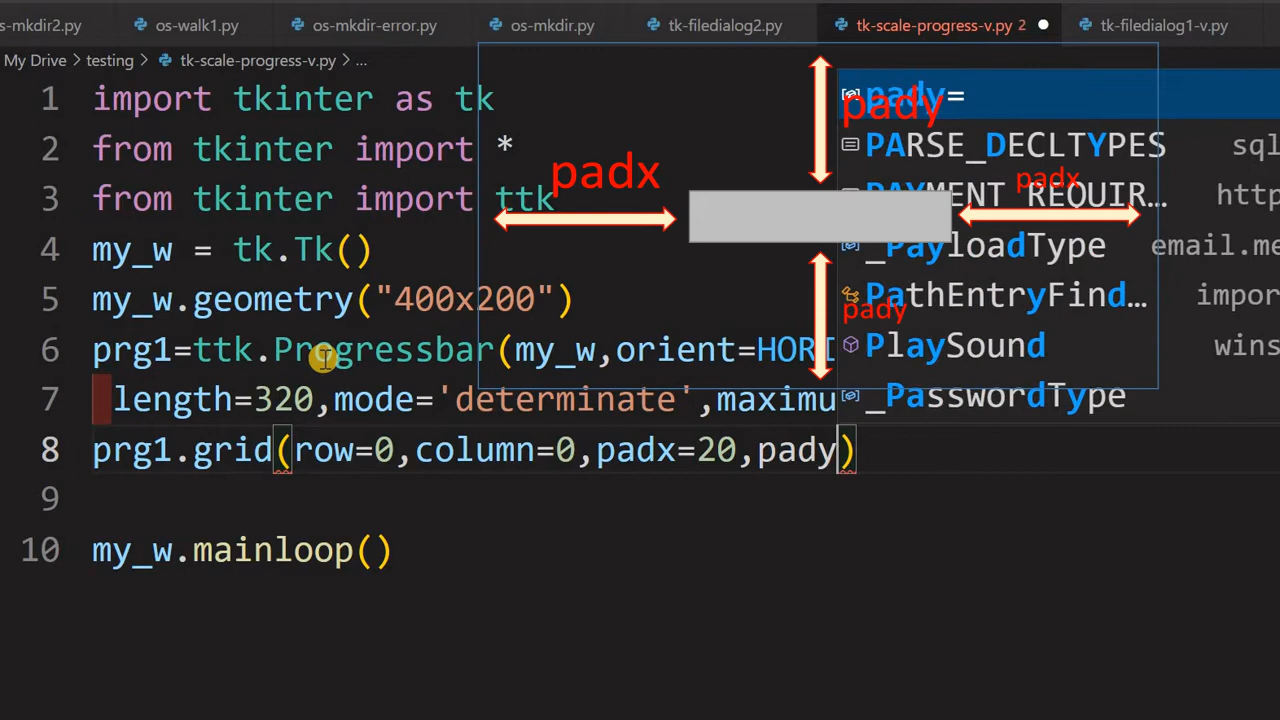 s-mkdir2.py os-walk1.py os-mkdir-error.py os-mkdir.py tk-filedialog2.py tk-scale-progress-v.py 2 tk-filedialog1-v.py
My Drive > testing > tk-scale-progress-v.py > ...
1 import tkinter as tk
2 from tkinter import *
3 from tkinter import ttk
4 my_w = tk.Tk()
5 my_w.geometry("400x200")
6 prg1=ttk.Progressbar(my_w,orient=HORI
7 length=320,mode='determinate',maximu
8 prg1.grid(row=0,column=0,padx=20,pady)
9
10 my_w.mainloop()
pady=
PARSE_DECLTYPES sql
PAYMENT_REQUIR… http
_PayloadType email.me
PathEntryFind… impor
PlaySound wins
_PasswordType
pady
padx
padx
pady